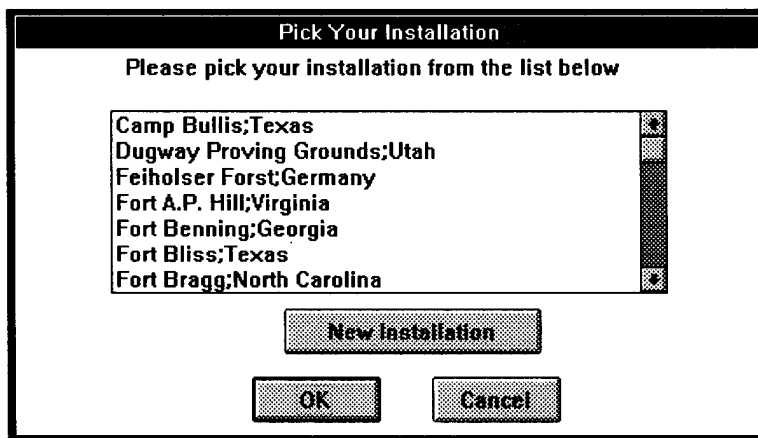 Pick Your Installation
Please pick your installation from the list below
Camp Bullis;Texas
Dugway Proving Grounds;Utah
Feiholser Forst;Germany
Fort A.P. Hill;Virginia
Fort Benning;Georgia
Fort Bliss;Texas
Fort Bragg;North Carolina
New Installation
OK
Cancel